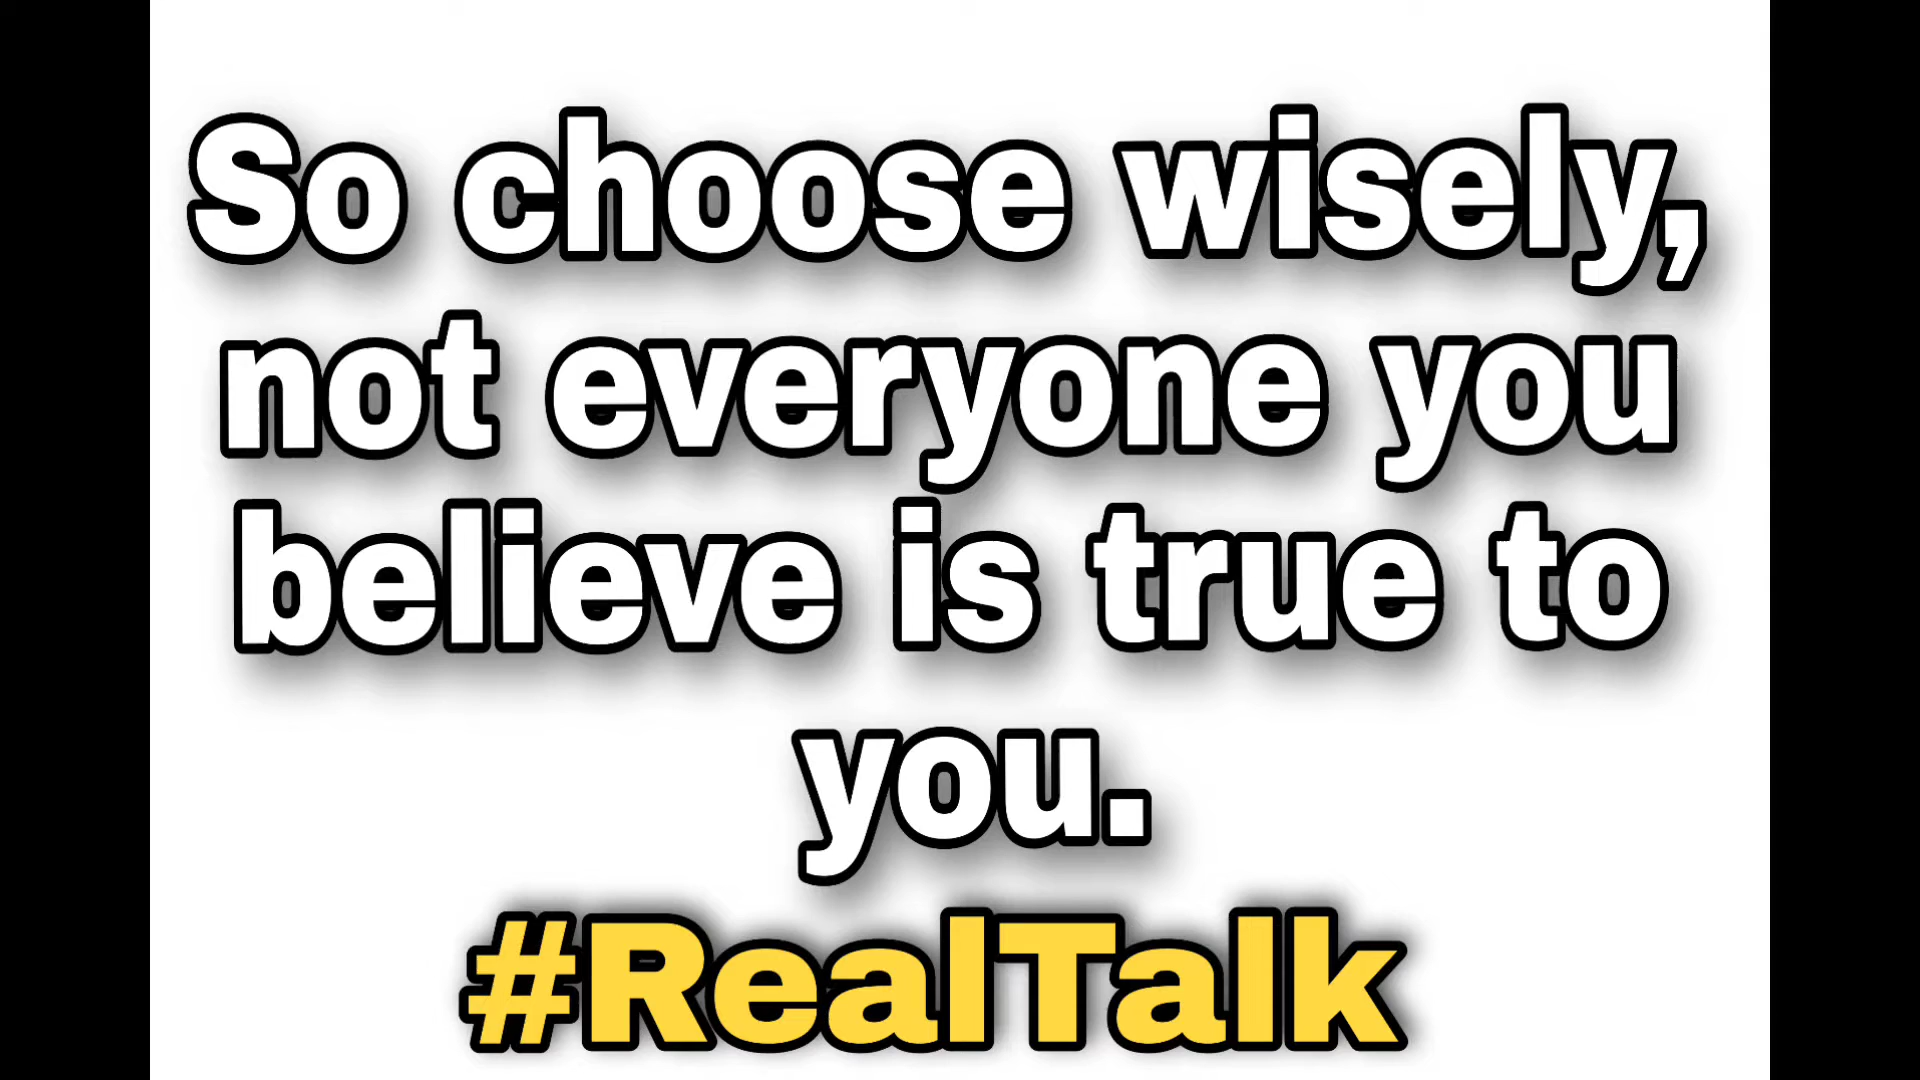 So choose wisely,
not everyone you
believe is true to
you.
#RealTalk